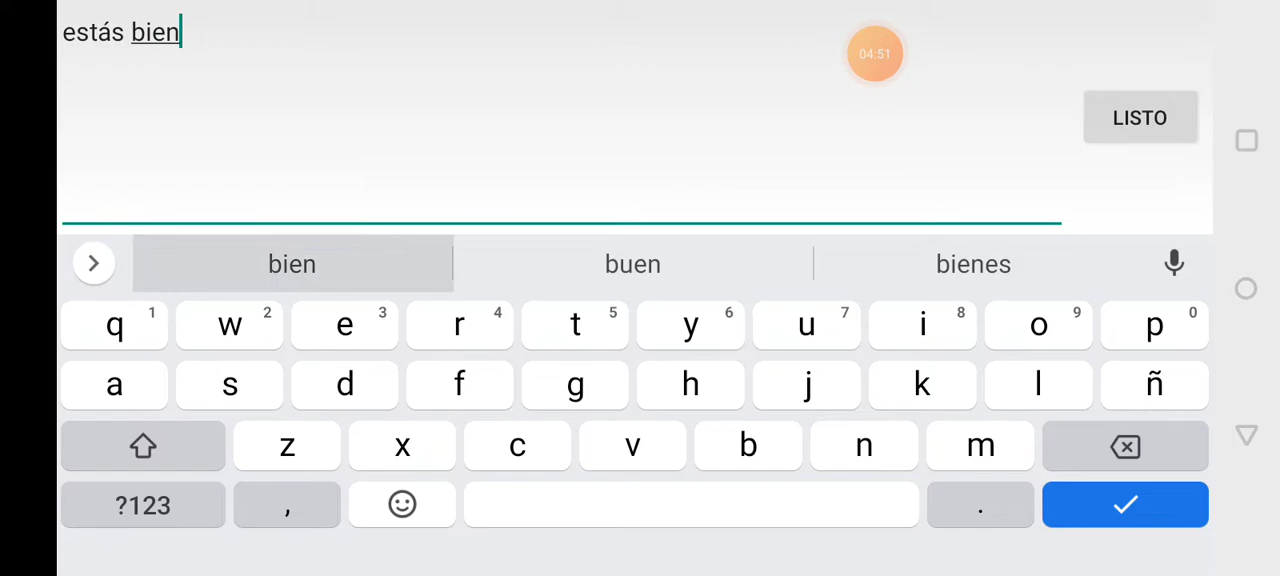 estás bien
04:51
LISTO
bien buen bienes
q 1 w 2 e 3 r 4 t 5 y 6 u 7 i 8 o 9 p 0
a s d f g h j k l ñ
z x c v b n m
?123 , .